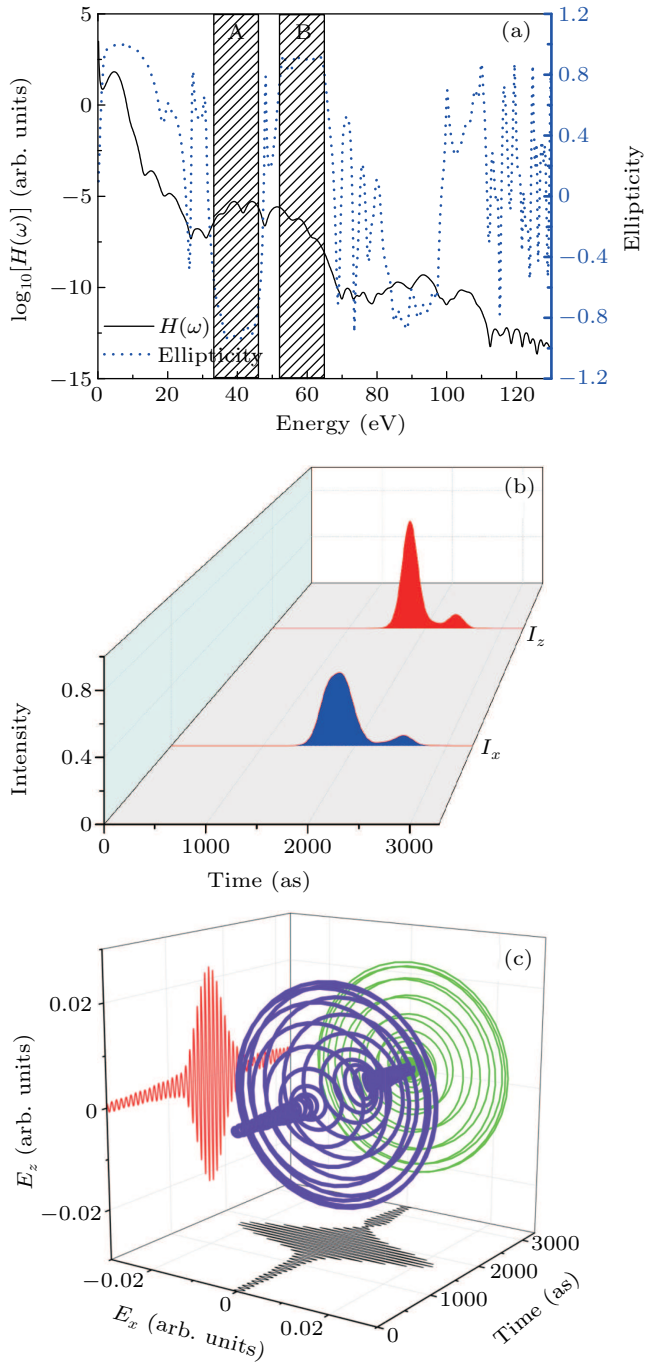 A
B
(a)
5
0
−5
−10
−15
log10[H(ω)] (arb. units)
1.2
0.8
0.4
0
−0.4
−0.8
−1.2
Ellipticity
H(ω)
Ellipticity
0
20
40
60
80
100
120
Energy (eV)
(b)
Iz
Ix
0.8
0.4
0
Intensity
0
1000
2000
3000
Time (as)
(c)
0.02
0
−0.02
Ez (arb. units)
−0.02
0
0.02
Ex (arb. units)
0
1000
2000
3000
Time (as)